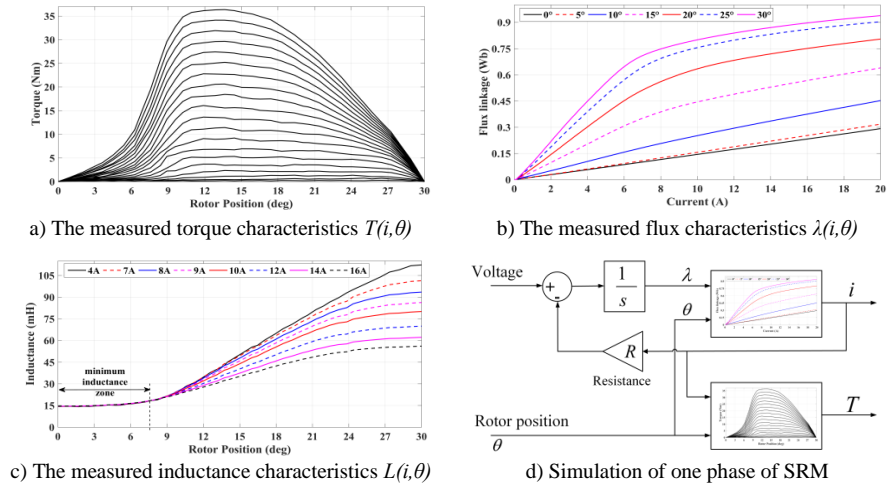 35
30
25
20
15
10
5
0
Torque (Nm)
0 3 6 9 12 15 18 21 24 27 30
Rotor Position (deg)
a) The measured torque characteristics T(i,θ)
0° 5° 10° 15° 20° 25° 30°
0.9
0.75
0.6
0.45
0.3
0.15
0
Flux linkage (Wb)
0 2 4 6 8 10 12 14 16 18 20
Current (A)
b) The measured flux characteristics λ(i,θ)
4A 7A 8A 9A 10A 12A 14A 16A
105
90
75
60
45
30
15
0
Inductance (mH)
minimum
inductance
zone
0 3 6 9 12 15 18 21 24 27 30
Rotor Position (deg)
c) The measured inductance characteristics L(i,θ)
Voltage
+
-
1
s
λ
θ
i
R
Resistance
Rotor position
θ
T
d) Simulation of one phase of SRM